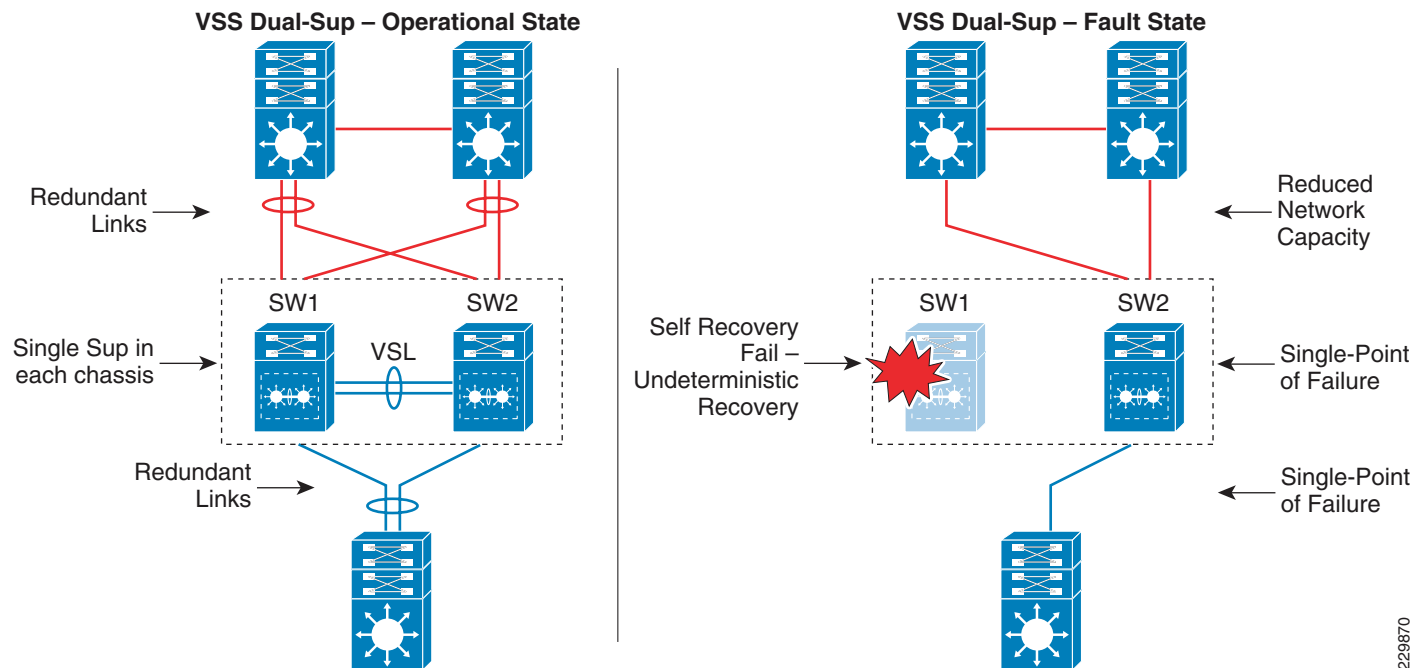 VSS Dual-Sup – Operational State
Redundant
Links
SW1
SW2
Single Sup in
each chassis
VSL
Redundant
Links
VSS Dual-Sup – Fault State
Reduced
Network
Capacity
SW1
SW2
Self Recovery
Fail –
Undeterministic
Recovery
Single-Point
of Failure
Single-Point
of Failure
229870